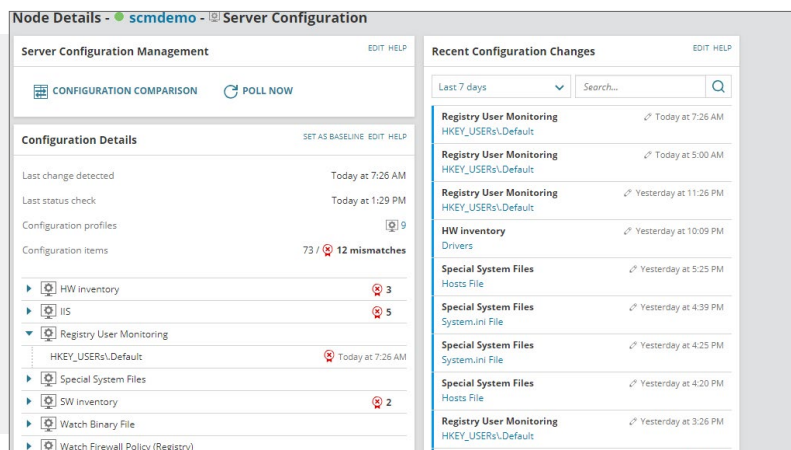 Node Details - scmdemo - Server Configuration
Server Configuration Management
EDIT HELP
CONFIGURATION COMPARISON
POLL NOW
Configuration Details
SET AS BASELINE EDIT HELP
Last change detected
Today at 7:26 AM
Last status check
Today at 1:29 PM
Configuration profiles
9
Configuration items
73 / 12 mismatches
HW inventory
3
IIS
5
Registry User Monitoring
HKEY_USERs\.Default
Today at 7:26 AM
Special System Files
SW inventory
2
Watch Binary File
Watch Firewall Policy (Registry)
Recent Configuration Changes
EDIT HELP
Last 7 days
Search...
Registry User Monitoring
Today at 7:26 AM
HKEY_USERs\.Default
Registry User Monitoring
Today at 5:00 AM
HKEY_USERs\.Default
Registry User Monitoring
Yesterday at 11:26 PM
HKEY_USERs\.Default
HW inventory
Yesterday at 10:09 PM
Drivers
Special System Files
Yesterday at 5:25 PM
Hosts File
Special System Files
Yesterday at 4:39 PM
System.ini File
Special System Files
Yesterday at 4:25 PM
System.ini File
Special System Files
Yesterday at 4:20 PM
Hosts File
Registry User Monitoring
Yesterday at 3:26 PM
HKEY_USERs\.Default